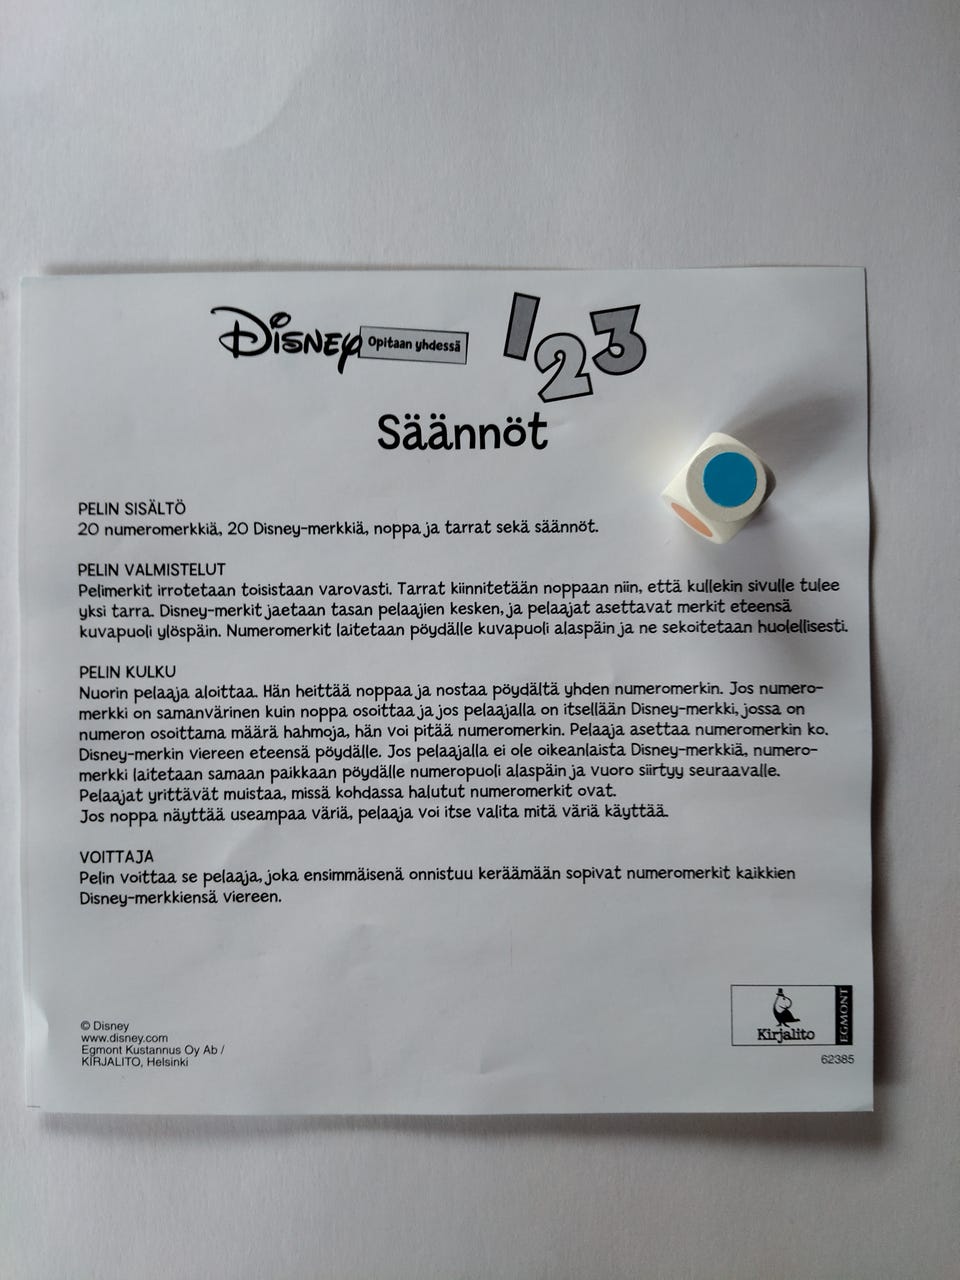 Disney Opitaan yhdessä 123
Säännöt
PELIN SISÄLTÖ
20 numeromerkkiä, 20 Disney-merkkiä, noppa ja tarrat sekä säännöt.
PELIN VALMISTELUT
Pelimerkit irrotetaan toisistaan varovasti. Tarrat kiinnitetään noppaan niin, että kullekin sivulle tulee
yksi tarra. Disney-merkit jaetaan tasan pelaajien kesken, ja pelaajat asettavat merkit eteensä
kuvapuoli ylöspäin. Numeromerkit laitetaan pöydälle kuvapuoli alaspäin ja ne sekoitetaan huolellisesti.
PELIN KULKU
Nuorin pelaaja aloittaa. Hän heittää noppaa ja nostaa pöydältä yhden numeromerkin. Jos numero-
merkki on samanvärinen kuin noppa osoittaa ja jos pelaajalla on itsellään Disney-merkki, jossa on
numeron osoittama määrä hahmoja, hän voi pitää numeromerkin. Pelaaja asettaa numeromerkin ko.
Disney-merkin viereen eteensä pöydälle. Jos pelaajalla ei ole oikeanlaista Disney-merkkiä, numero-
merkki laitetaan samaan paikkaan pöydälle numeropuoli alaspäin ja vuoro siirtyy seuraavalle.
Pelaajat yrittävät muistaa, missä kohdassa halutut numeromerkit ovat.
Jos noppa näyttää useampaa väriä, pelaaja voi itse valita mitä väriä käyttää.
VOITTAJA
Pelin voittaa se pelaaja, joka ensimmäisenä onnistuu keräämään sopivat numeromerkit kaikkien
Disney-merkkiensä viereen.
© Disney
www.disney.com
Egmont Kustannus Oy Ab /
KIRJALITO, Helsinki
Kirjalito
EGMONT
62385